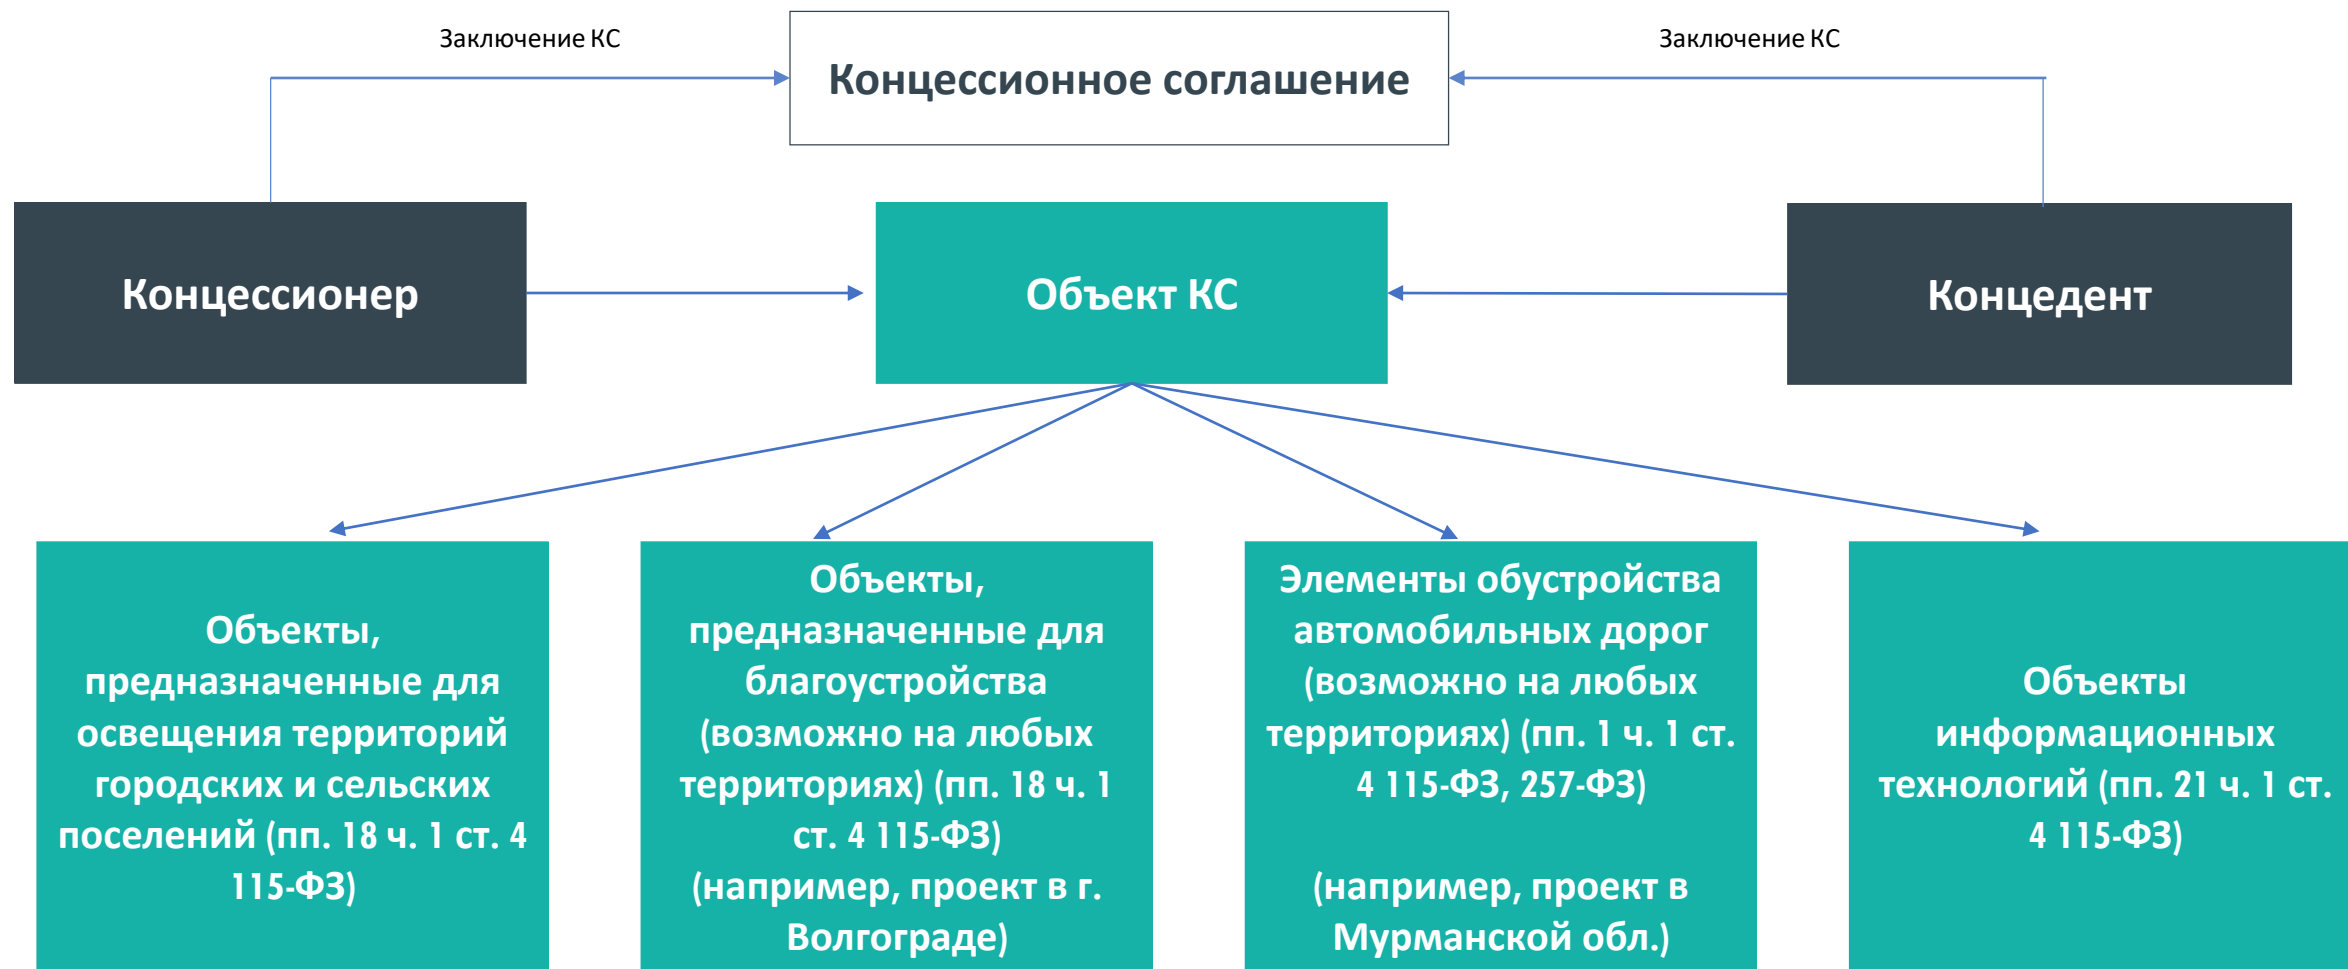 Заключение КС
Заключение КС
Концессионное соглашение
Концессионер
Объект КС
Концедент
Объекты,
предназначенные для
освещения территорий
городских и сельских
поселений (пп. 18 ч. 1 ст. 4
115-ФЗ)
Объекты,
предназначенные для
благоустройства
(возможно на любых
территориях) (пп. 18 ч. 1
ст. 4 115-ФЗ)
(например, проект в г.
Волгограде)
Элементы обустройства
автомобильных дорог
(возможно на любых
территориях) (пп. 1 ч. 1 ст.
4 115-ФЗ, 257-ФЗ)
(например, проект в
Мурманской обл.)
Объекты
информационных
технологий (пп. 21 ч. 1 ст.
4 115-ФЗ)